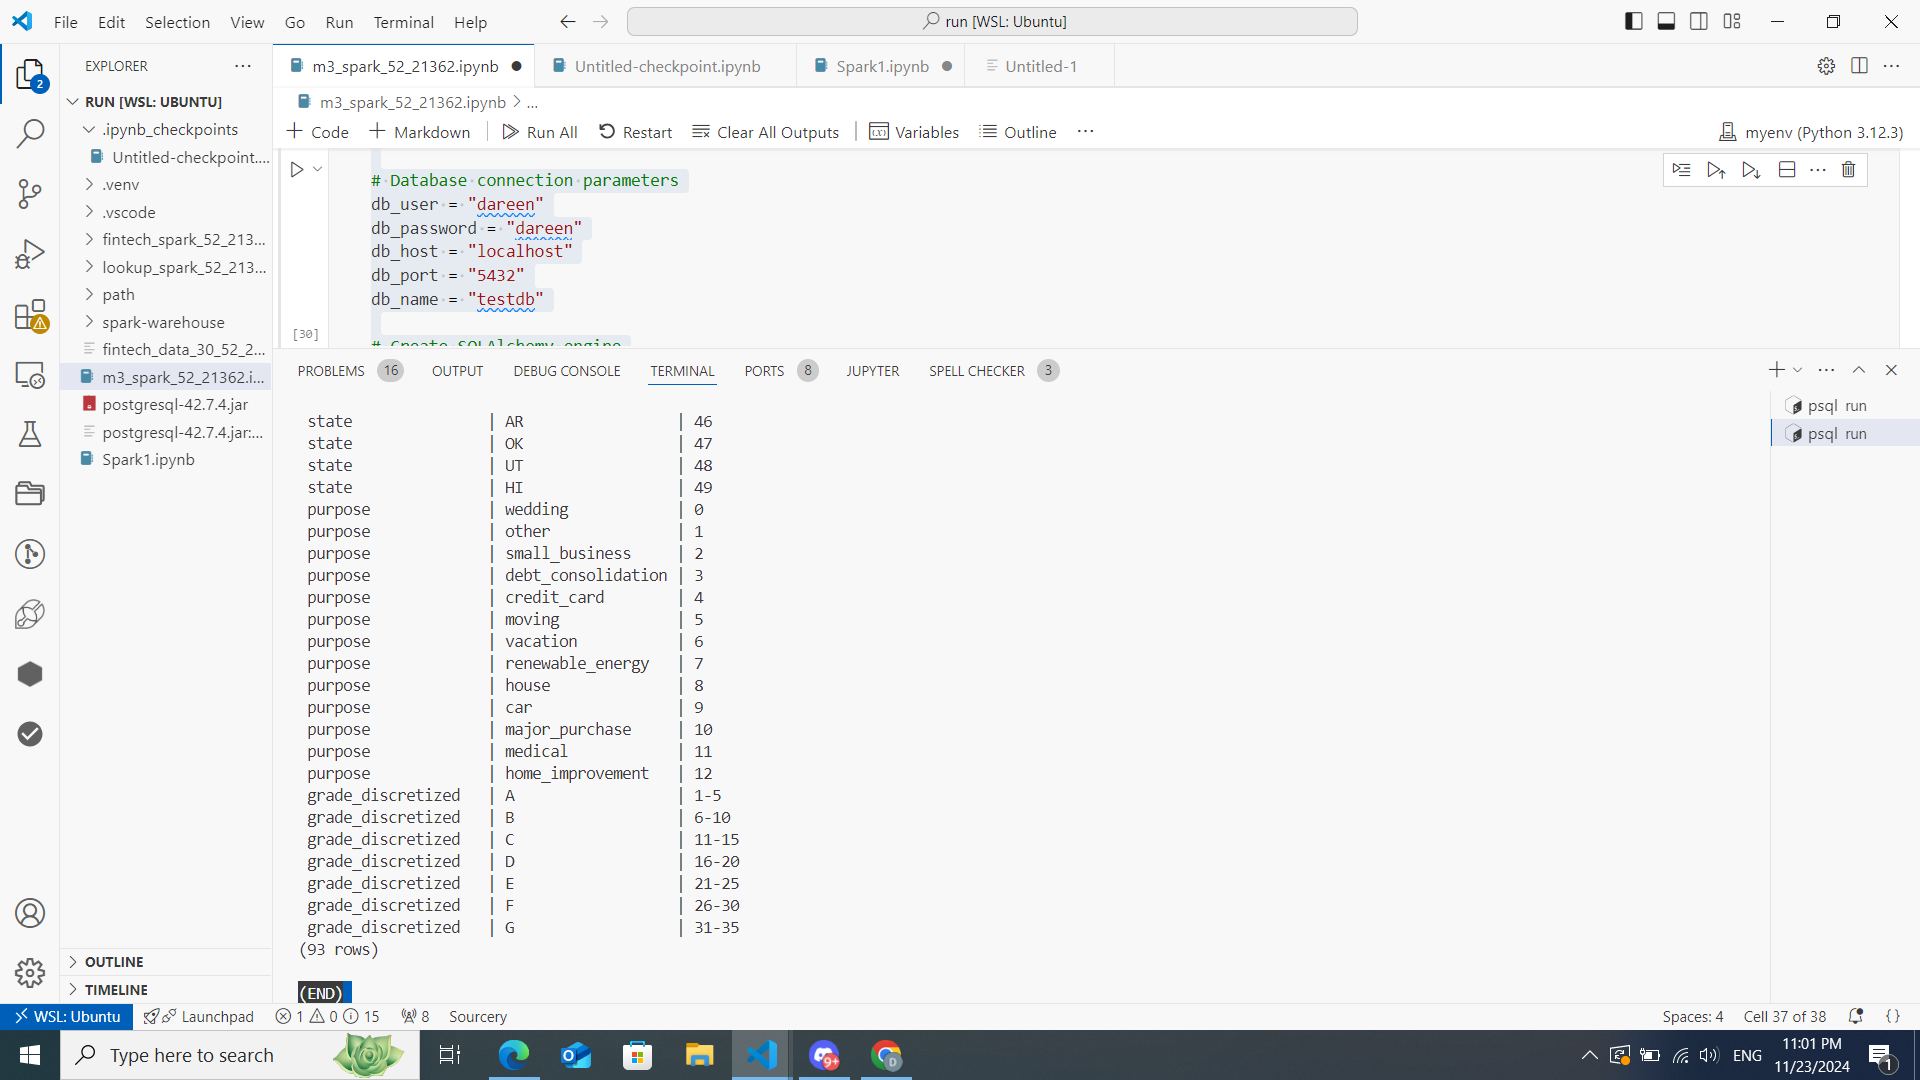 File Edit Selection View Go Run Terminal Help
run [WSL: Ubuntu]
EXPLORER
2
RUN [WSL: UBUNTU]
.ipynb_checkpoints
Untitled-checkpoint....
.venv
.vscode
fintech_spark_52_213...
lookup_spark_52_213...
path
spark-warehouse
fintech_data_30_52_2...
m3_spark_52_21362.i...
postgresql-42.7.4.jar
postgresql-42.7.4.jar:...
Spark1.ipynb
OUTLINE
TIMELINE
m3_spark_52_21362.ipynb
Untitled-checkpoint.ipynb
Spark1.ipynb
Untitled-1
m3_spark_52_21362.ipynb > ...
+ Code + Markdown Run All Restart Clear All Outputs Variables Outline ...
myenv (Python 3.12.3)
# Database connection parameters
db_user = "dareen"
db_password = "dareen"
db_host = "localhost"
db_port = "5432"
db_name = "testdb"
# Create SQLAlchemy engine
[30]
PROBLEMS 16 OUTPUT DEBUG CONSOLE TERMINAL PORTS 8 JUPYTER SPELL CHECKER 3
psql run
psql run
state | AR | 46
state | OK | 47
state | UT | 48
state | HI | 49
purpose | wedding | 0
purpose | other | 1
purpose | small_business | 2
purpose | debt_consolidation | 3
purpose | credit_card | 4
purpose | moving | 5
purpose | vacation | 6
purpose | renewable_energy | 7
purpose | house | 8
purpose | car | 9
purpose | major_purchase | 10
purpose | medical | 11
purpose | home_improvement | 12
grade_discretized | A | 1-5
grade_discretized | B | 6-10
grade_discretized | C | 11-15
grade_discretized | D | 16-20
grade_discretized | E | 21-25
grade_discretized | F | 26-30
grade_discretized | G | 31-35
(93 rows)
(END)
WSL: Ubuntu Launchpad 1 0 15 8 Sourcery
Spaces: 4 Cell 37 of 38 { }
Type here to search
9+
D
ENG
11:01 PM
11/23/2024
1